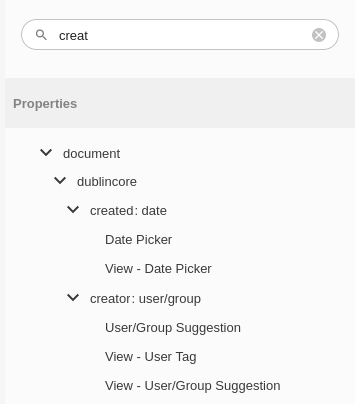 creat
Properties
document
dublincore
created: date
Date Picker
View - Date Picker
creator: user/group
User/Group Suggestion
View - User Tag
View - User/Group Suggestion